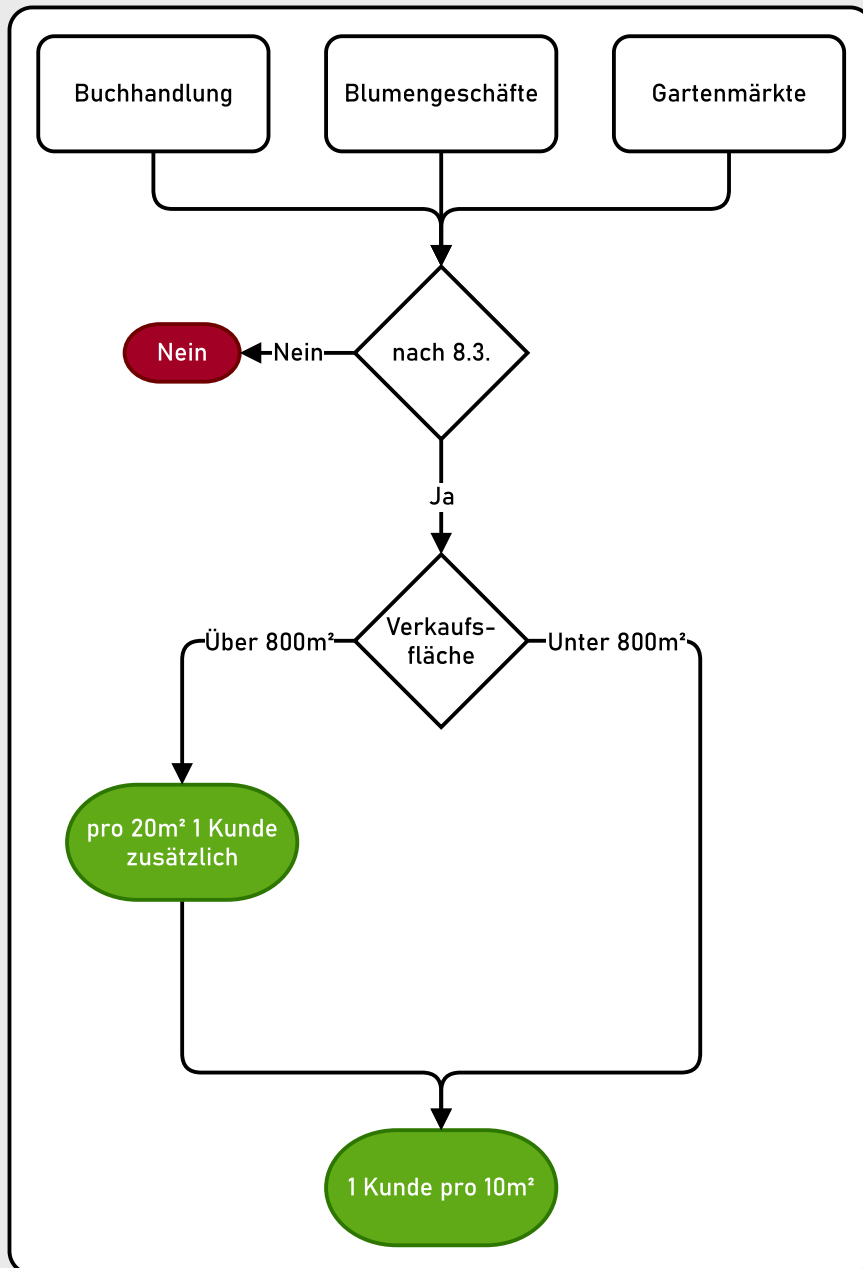 Buchhandlung
Blumengeschäfte
Gartenmärkte
Nein
Nein
nach 8.3.
Ja
Über 800m²
Verkaufs-
fläche
Unter 800m²
pro 20m² 1 Kunde
zusätzlich
1 Kunde pro 10m²